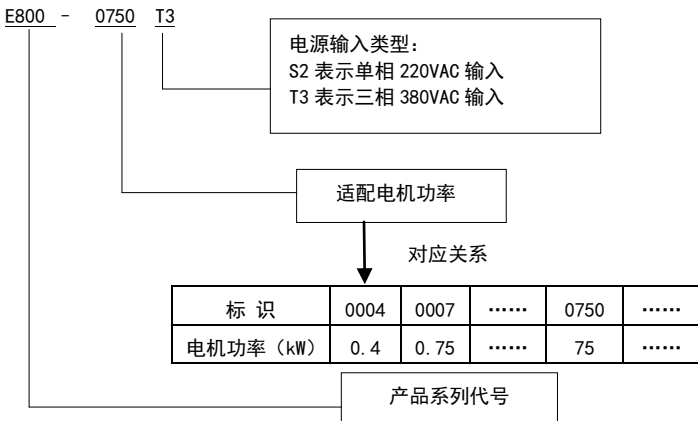 E800 - 0750 T3
电源输入类型：
S2 表示单相 220VAC 输入
T3 表示三相 380VAC 输入
适配电机功率
对应关系
标 识 0004 0007 …… 0750 ……
电机功率（kW） 0.4 0.75 …… 75 ……
产品系列代号